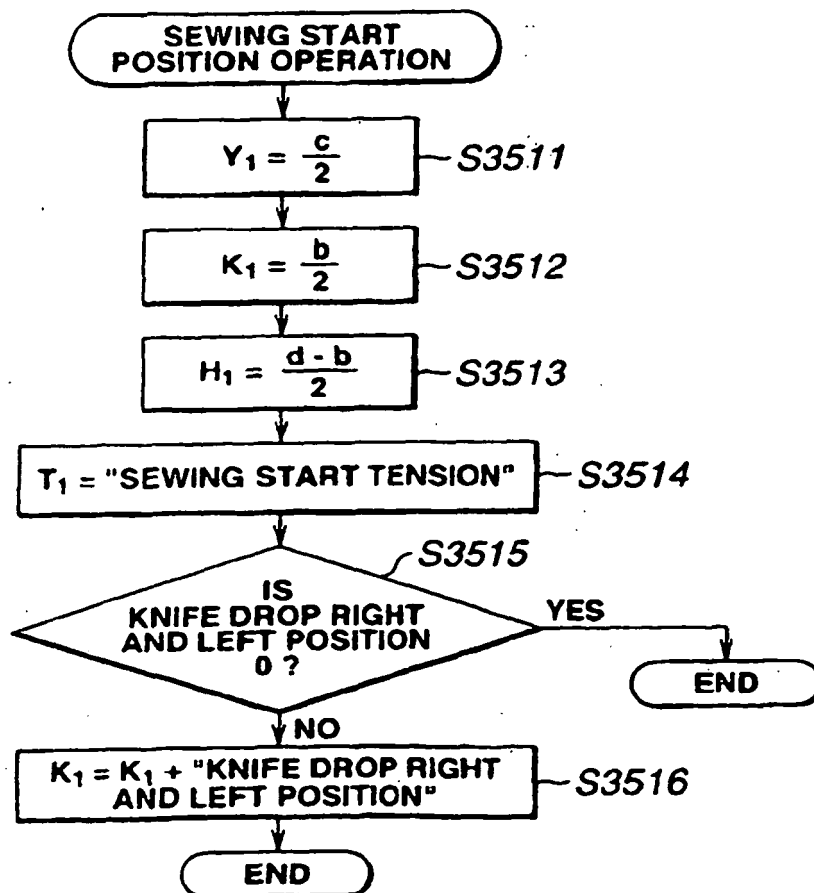 SEWING START
POSITION OPERATION
Y₁ = c/2
S3511
K₁ = b/2
S3512
H₁ = (d - b)/2
S3513
T₁ = "SEWING START TENSION"
S3514
S3515
IS
KNIFE DROP RIGHT
AND LEFT POSITION
0 ?
YES
END
NO
K₁ = K₁ + "KNIFE DROP RIGHT
AND LEFT POSITION"
S3516
END